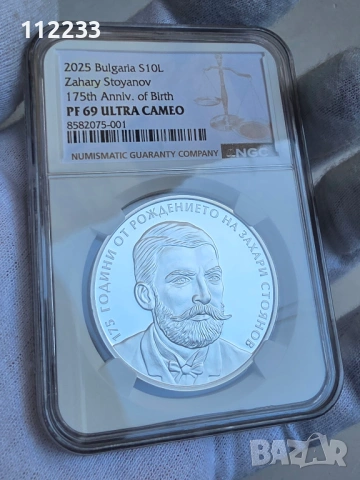 112233
2025 Bulgaria S10L
Zahary Stoyanov
175th Anniv. of Birth
PF 69 ULTRA CAMEO
8582075-001
NUMISMATIC GUARANTY COMPANY
NGC
175 ГОДИНИ ОТ РОЖДЕНИЕТО НА ЗАХАРИ СТОЯНОВ
BAZAR